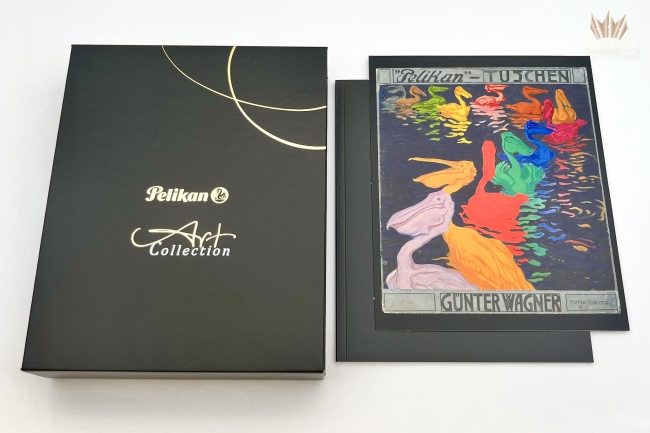 Pelikan
Art
Collection
"Pelikan"-TUSCHEN
GÜNTER WAGNER